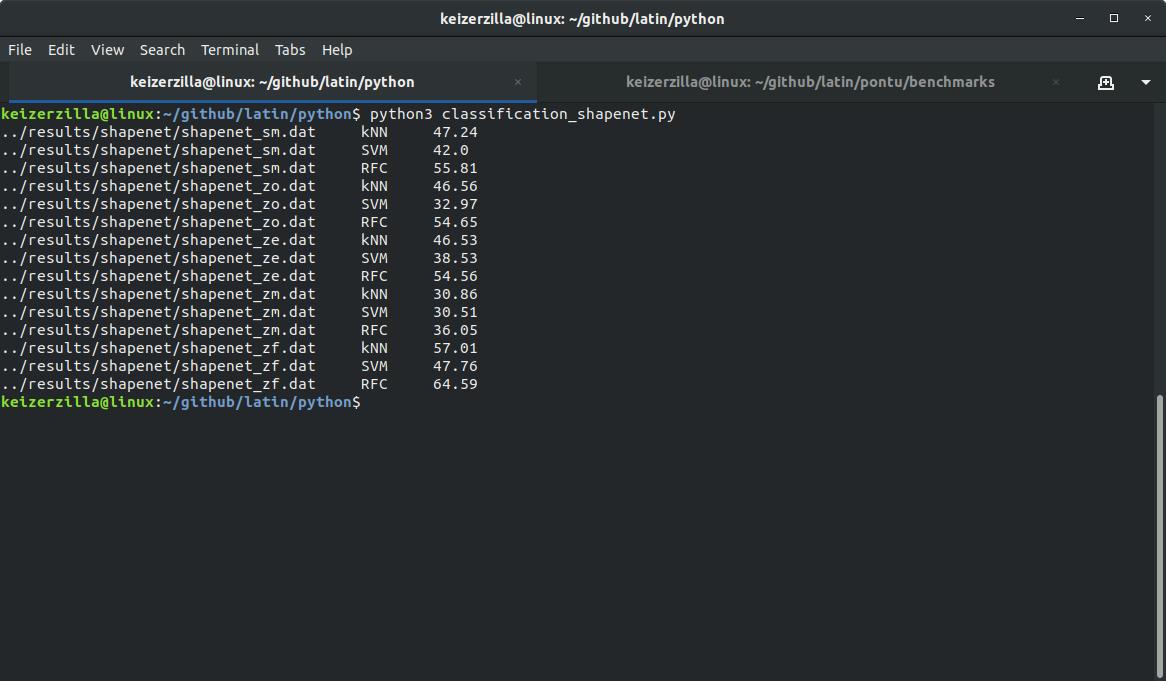 keizerzilla@linux: ~/github/latin/python
File Edit View Search Terminal Tabs Help
keizerzilla@linux: ~/github/latin/python × keizerzilla@linux: ~/github/latin/pontu/benchmarks ×
keizerzilla@linux:~/github/latin/python$ python3 classification_shapenet.py
../results/shapenet/shapenet_sm.dat kNN 47.24
../results/shapenet/shapenet_sm.dat SVM 42.0
../results/shapenet/shapenet_sm.dat RFC 55.81
../results/shapenet/shapenet_zo.dat kNN 46.56
../results/shapenet/shapenet_zo.dat SVM 32.97
../results/shapenet/shapenet_zo.dat RFC 54.65
../results/shapenet/shapenet_ze.dat kNN 46.53
../results/shapenet/shapenet_ze.dat SVM 38.53
../results/shapenet/shapenet_ze.dat RFC 54.56
../results/shapenet/shapenet_zm.dat kNN 30.86
../results/shapenet/shapenet_zm.dat SVM 30.51
../results/shapenet/shapenet_zm.dat RFC 36.05
../results/shapenet/shapenet_zf.dat kNN 57.01
../results/shapenet/shapenet_zf.dat SVM 47.76
../results/shapenet/shapenet_zf.dat RFC 64.59
keizerzilla@linux:~/github/latin/python$